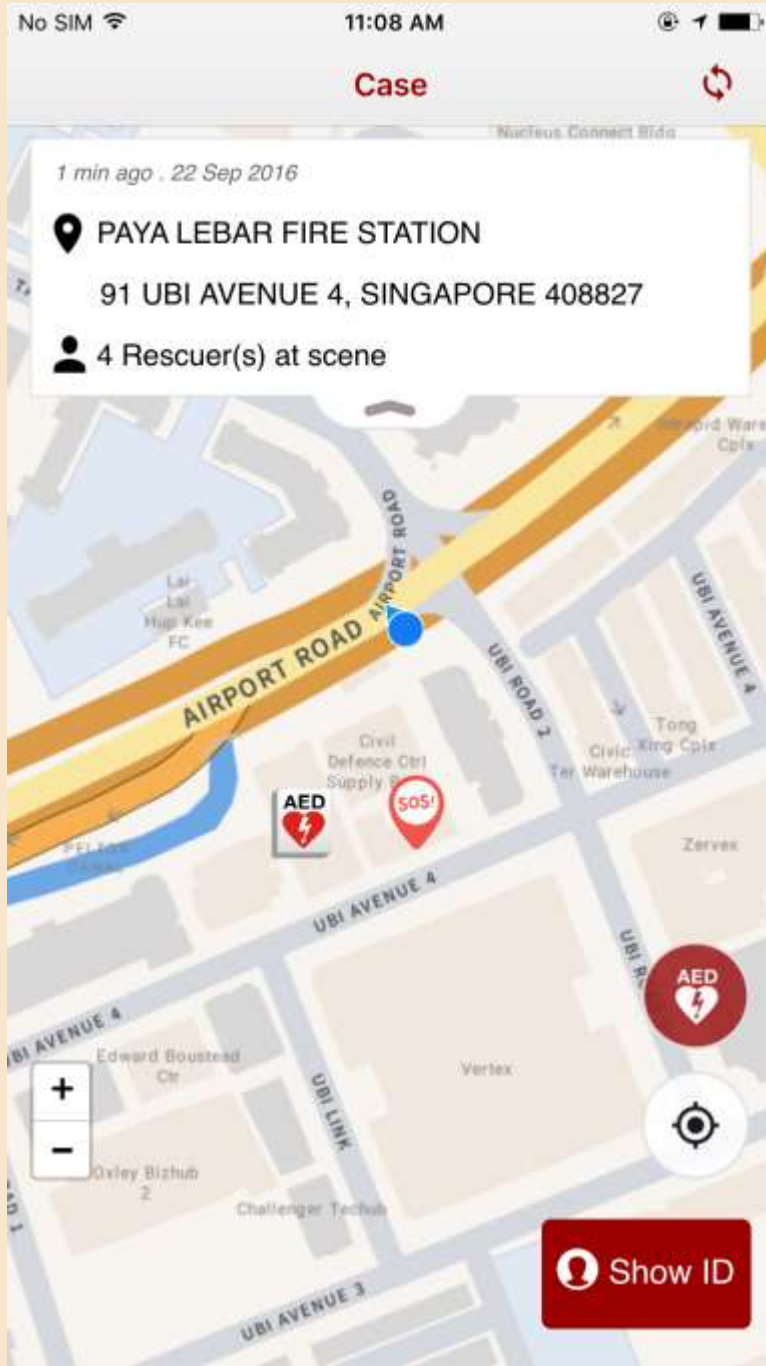 No SIM
11:08 AM
Case
Nucleus Connect Bldg
1 min ago . 22 Sep 2016
PAYA LEBAR FIRE STATION
91 UBI AVENUE 4, SINGAPORE 408827
4 Rescuer(s) at scene
Cplx
AIRPORT ROAD
Lai
Lai
Hup Kee
FC
UBI AVENUE 4
AIRPORT ROAD
UBI ROAD 2
Civil
Defence Ctrl
Supply
Tong
King Cplx
Civic
Ter Warehouse
AED
SOS!
PELTON
CANAL
Zervex
UBI AVENUE 4
UBI
AED
UBI AVENUE 4
Edward Boustead
Ctr
Vertex
UBI LINK
+
−
Oxley Bizhub
2
Challenger Techub
Show ID
UBI AVENUE 3